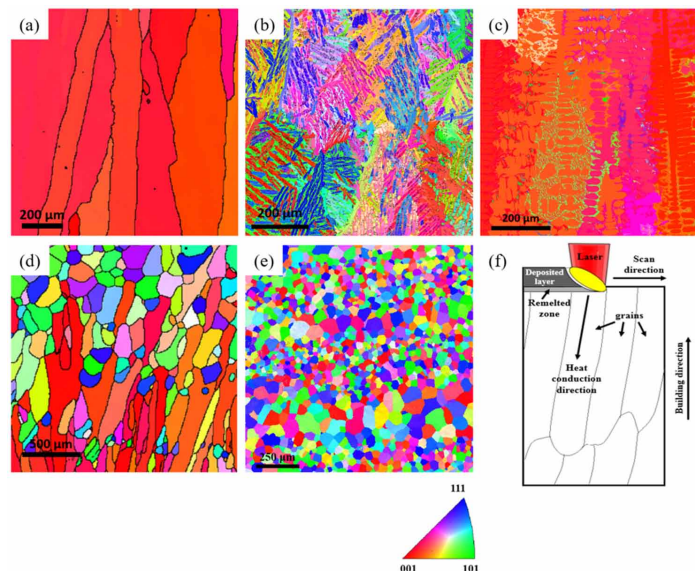 (a)
(b)
(c)
200 μm
200 μm
200 μm
(d)
(e)
(f)
500 μm
250 μm
Laser
Scan
direction
Deposited
layer
Remelted
zone
grains
Heat
conduction
direction
Building direction
111
001
101